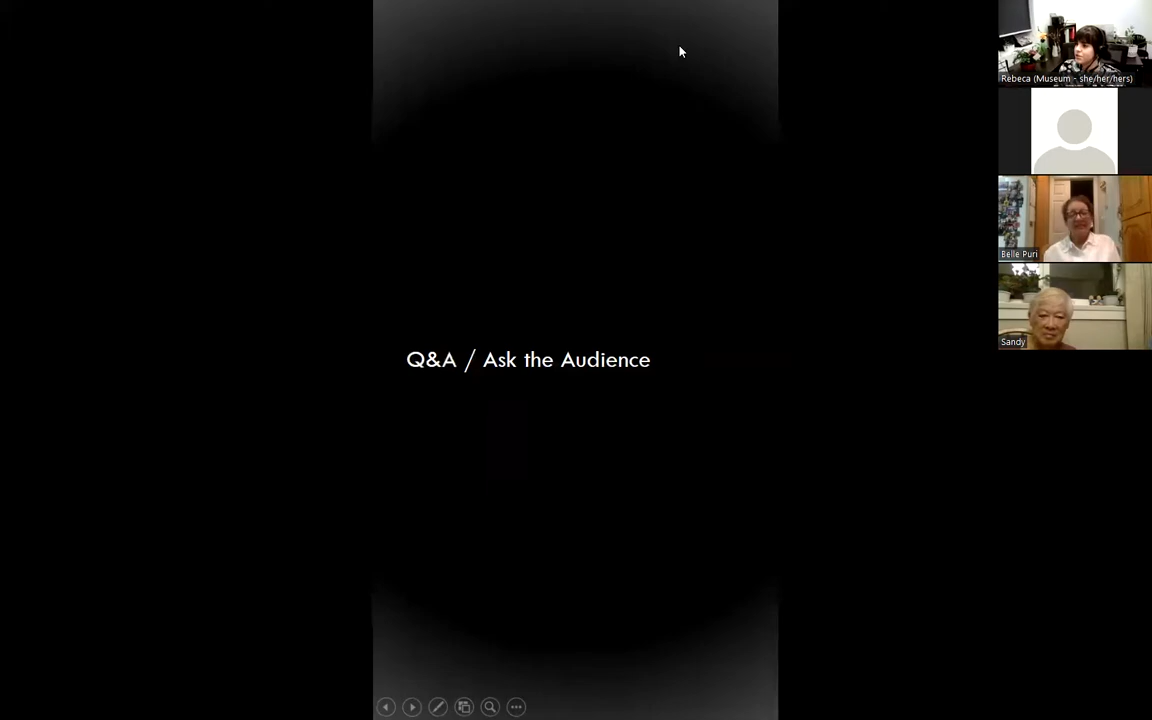 Rebeca (Museum - she/her/hers)
Belle Puri
Q&A / Ask the Audience
Sandy